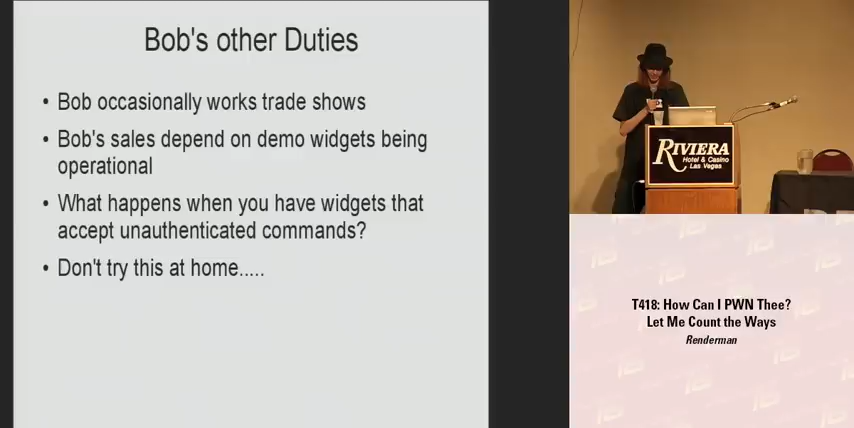 Bob's other Duties
• Bob occasionally works trade shows
• Bob's sales depend on demo widgets being
operational
• What happens when you have widgets that
accept unauthenticated commands?
• Don't try this at home.....
RIVIERA
Hotel & Casino
Las Vegas
T418: How Can I PWN Thee?
Let Me Count the Ways
Renderman